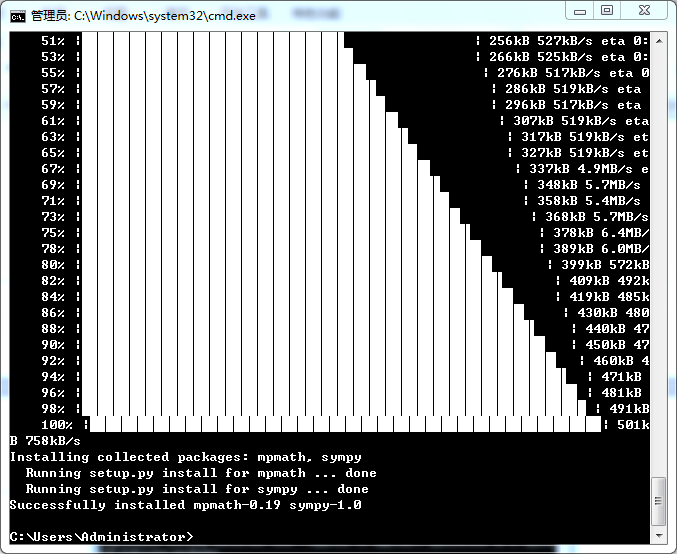 管理员: C:\Windows\system32\cmd.exe
51% | | 256kB 527kB/s eta 0:
53% | | 266kB 525kB/s eta 0:
55% | | 276kB 517kB/s eta 0
57% | | 286kB 519kB/s eta
59% | | 296kB 517kB/s eta
61% | | 307kB 519kB/s eta
63% | | 317kB 519kB/s et
65% | | 327kB 519kB/s et
67% | | 337kB 4.9MB/s e
69% | | 348kB 5.7MB/s
71% | | 358kB 5.4MB/s
73% | | 368kB 5.7MB/s
75% | | 378kB 6.4MB/
78% | | 389kB 6.0MB/
80% | | 399kB 572kB
82% | | 409kB 492k
84% | | 419kB 485k
86% | | 430kB 480
88% | | 440kB 47
90% | | 450kB 47
92% | | 460kB 4
94% | | 471kB
96% | | 481kB
98% | | 491kB
100% | | 501k
B 758kB/s
Installing collected packages: mpmath, sympy
Running setup.py install for mpmath ... done
Running setup.py install for sympy ... done
Successfully installed mpmath-0.19 sympy-1.0
C:\Users\Administrator>